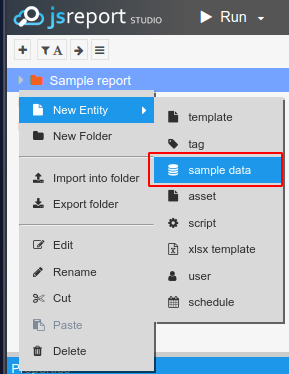 jsreport STUDIO
Run
A
Sample report
New Entity
New Folder
Import into folder
Export folder
Edit
Rename
Cut
Paste
Delete
template
tag
sample data
asset
script
xlsx template
user
schedule
Properties